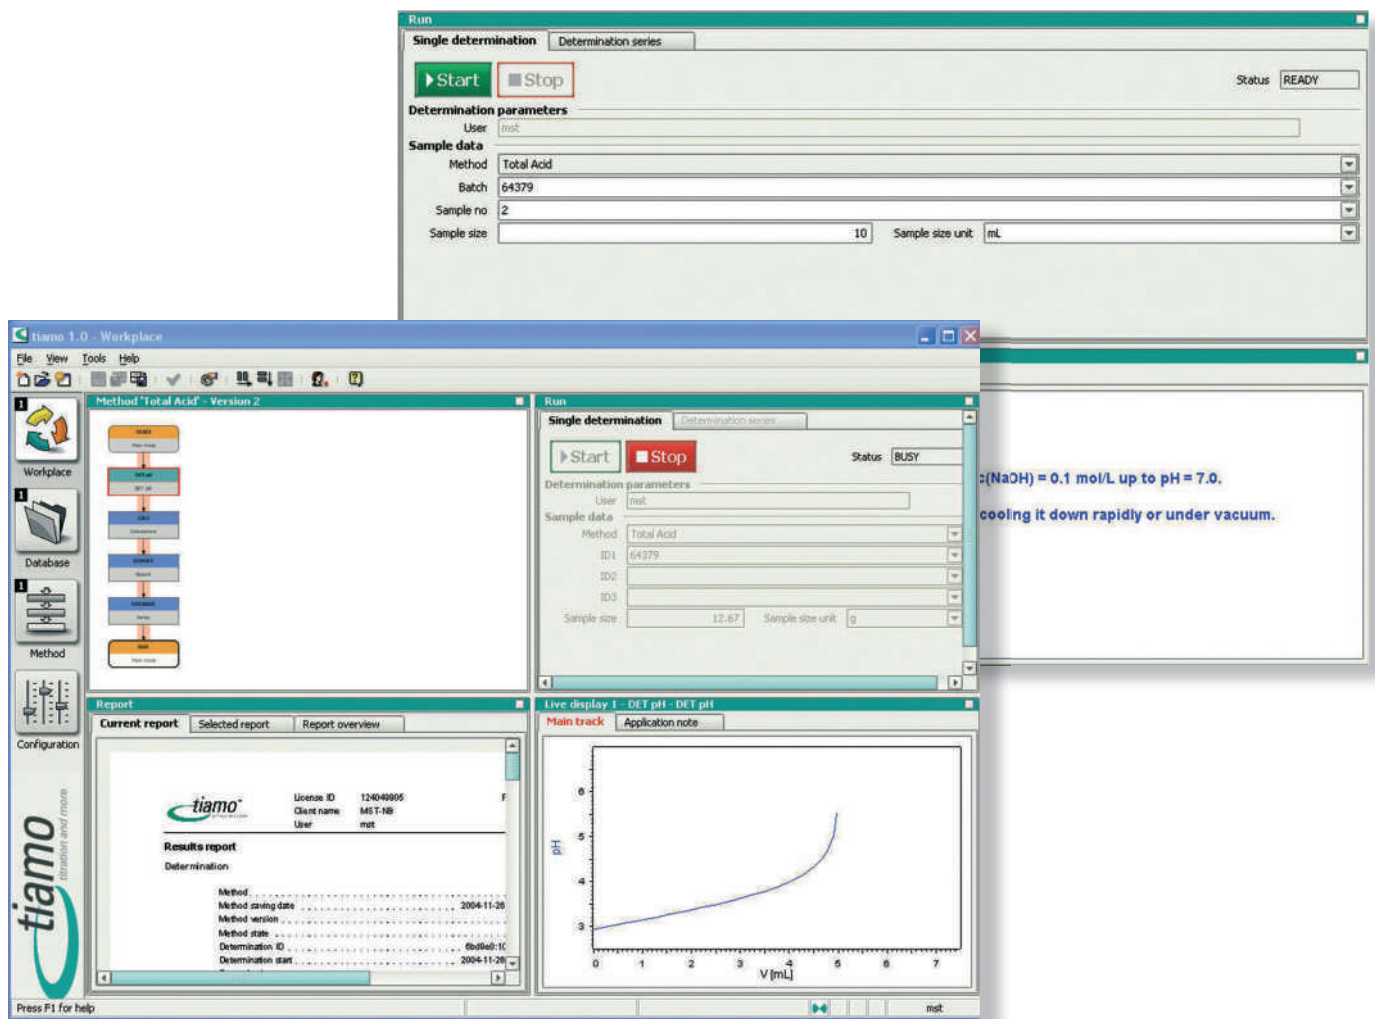 Run
Single determination
Determination series
Start
Stop
Status READY
Determination parameters
User mst
Sample data
Method Total Acid
Batch 64379
Sample no 2
Sample size 10 Sample size unit mL
c(NaOH) = 0.1 mol/L up to pH = 7.0.
cooling it down rapidly or under vacuum.
tiamo 1.0 - Workplace
File View Tools Help
1
Workplace
1
Database
1
Method
Configuration
tiamo
titration and more
Method 'Total Acid' - Version 2
Run
Single determination
Determination series
Start
Stop
Status BUSY
Determination parameters
User mst
Sample data
Method Total Acid
ID1 64379
ID2
ID3
Sample size 12.67 Sample size unit g
Report
Current report
Selected report
Report overview
tiamo
License ID 124049905
Client name MST-NB
User mst
Results report
Determination
Method
Method saving date 2004-11-26
Method version
Method state
Determination ID 6bd9e0:10
Determination start 2004-11-26
Live display 1 - DET pH - DET pH
Main track
Application note
pH
6
5
4
3
0 1 2 3 4 5 6 7
V [mL]
Press F1 for help
mst